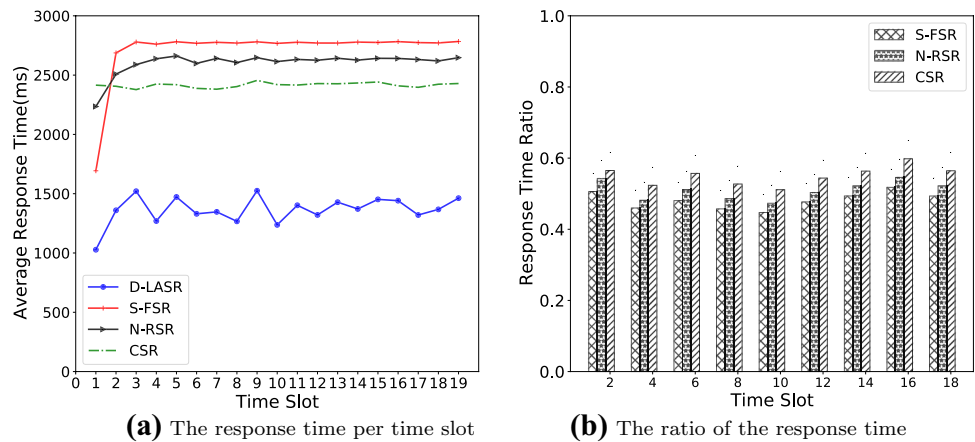 3000
2500
2000
1500
1000
500
0
Average Response Time(ms)
D-LASR
S-FSR
N-RSR
CSR
0 1 2 3 4 5 6 7 8 9 10 11 12 13 14 15 16 17 18 19
Time Slot
(a) The response time per time slot
1.0
0.8
0.6
0.4
0.2
0.0
Response Time Ratio
S-FSR
N-RSR
CSR
2 4 6 8 10 12 14 16 18
Time Slot
(b) The ratio of the response time